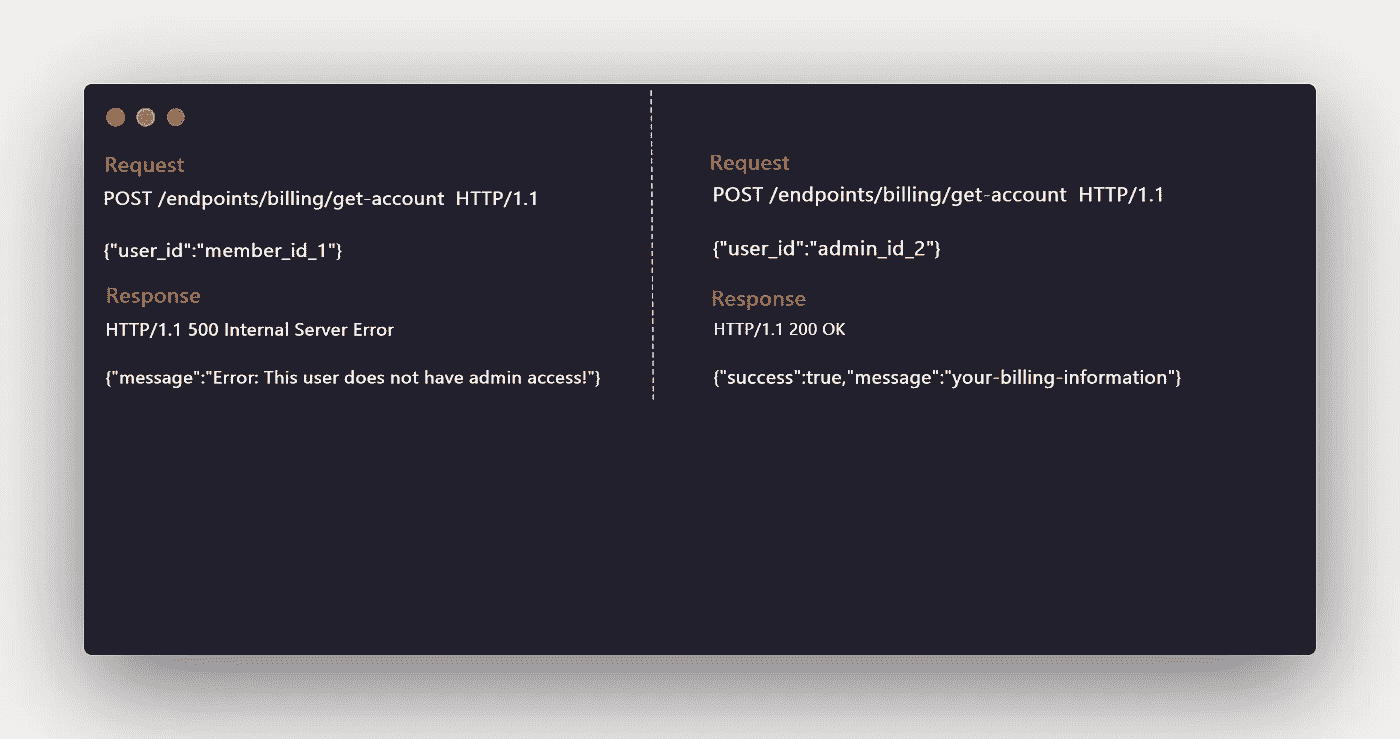 Request
POST /endpoints/billing/get-account  HTTP/1.1
{"user_id":"member_id_1"}
Response
HTTP/1.1 500 Internal Server Error
{"message":"Error: This user does not have admin access!"}
Request
POST /endpoints/billing/get-account  HTTP/1.1
{"user_id":"admin_id_2"}
Response
HTTP/1.1 200 OK
{"success":true,"message":"your-billing-information"}